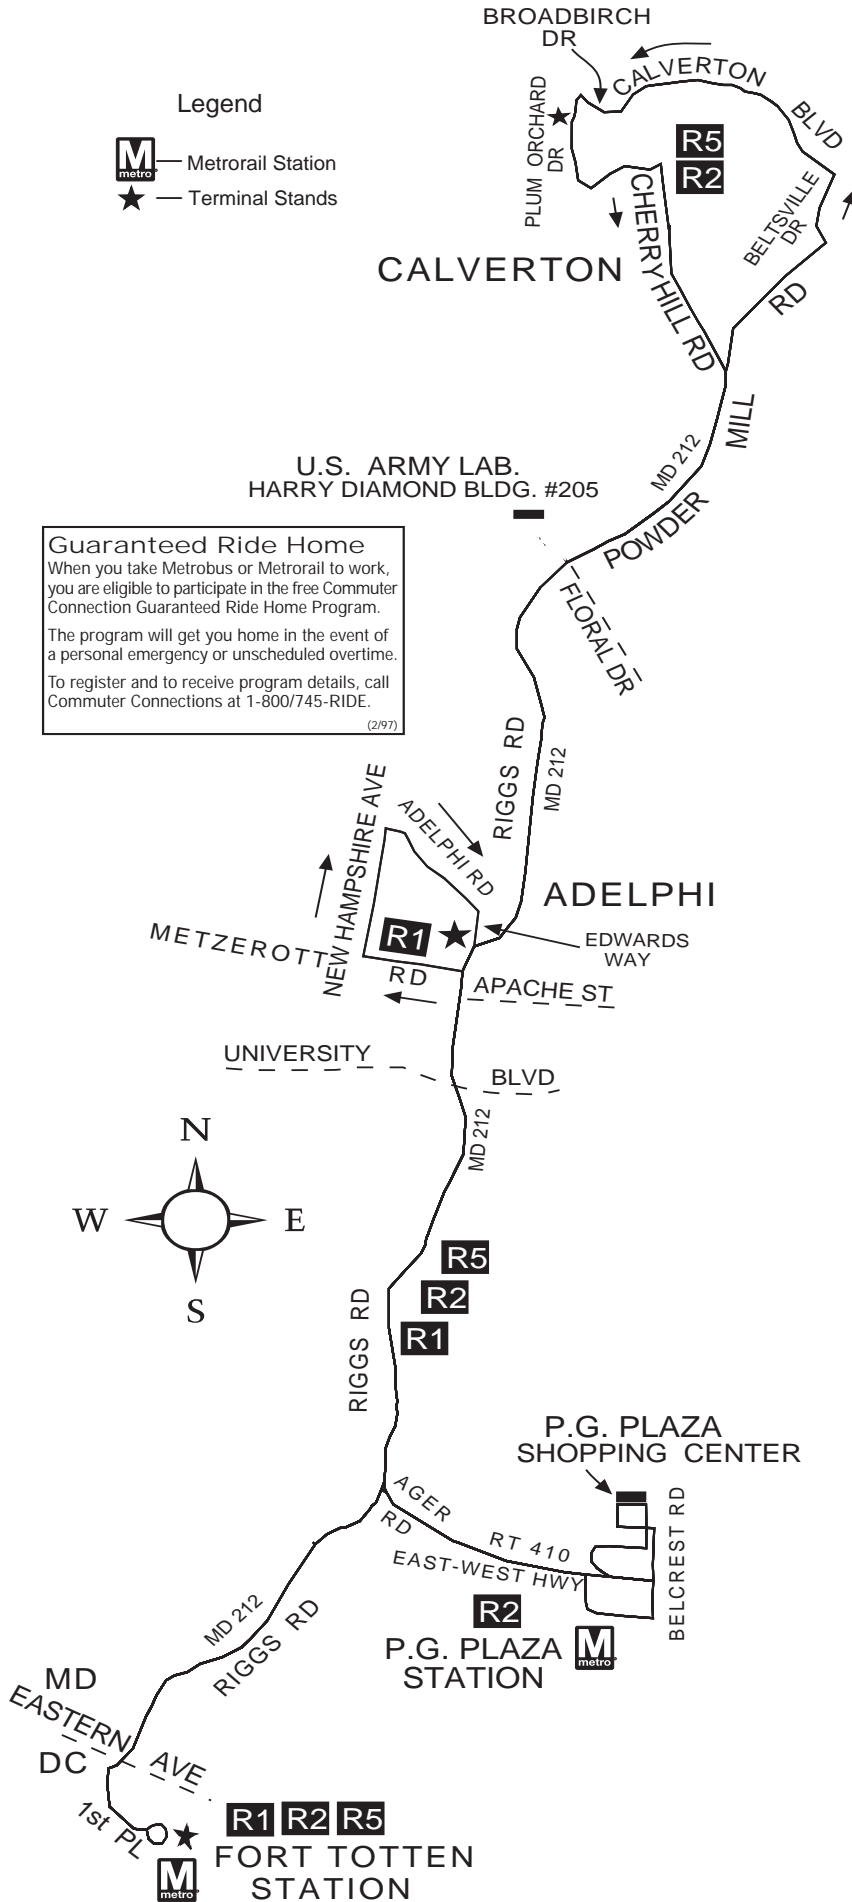 BROADBIRCH
DR
CALVERTON
BLVD
Legend
M
metro
Metrorail Station
Terminal Stands
PLUM ORCHARD
DR
R5
R2
BELTSVILLE
DR
CHERRY HILL RD
CALVERTON
RD
MILL
MD 212
POWDER
U.S. ARMY LAB.
HARRY DIAMOND BLDG. #205
FLORAL DR
Guaranteed Ride Home
When you take Metrobus or Metrorail to work,
you are eligible to participate in the free Commuter
Connection Guaranteed Ride Home Program.
The program will get you home in the event of
a personal emergency or unscheduled overtime.
To register and to receive program details, call
Commuter Connections at 1-800/745-RIDE.
(2/97)
RIGGS RD
MD 212
NEW HAMPSHIRE AVE
ADELPHI RD
ADELPHI
R1
EDWARDS
WAY
METZEROTT
RD
APACHE ST
UNIVERSITY
BLVD
MD 212
N
W
E
S
R5
R2
R1
RIGGS RD
P.G. PLAZA
SHOPPING CENTER
AGER
RD
RT 410
EAST-WEST HWY
BELCREST RD
R2
P.G. PLAZA
STATION
M
metro
MD 212
RIGGS RD
MD
EASTERN
AVE
DC
1st PL
R1
R2
R5
FORT TOTTEN
STATION
M
metro